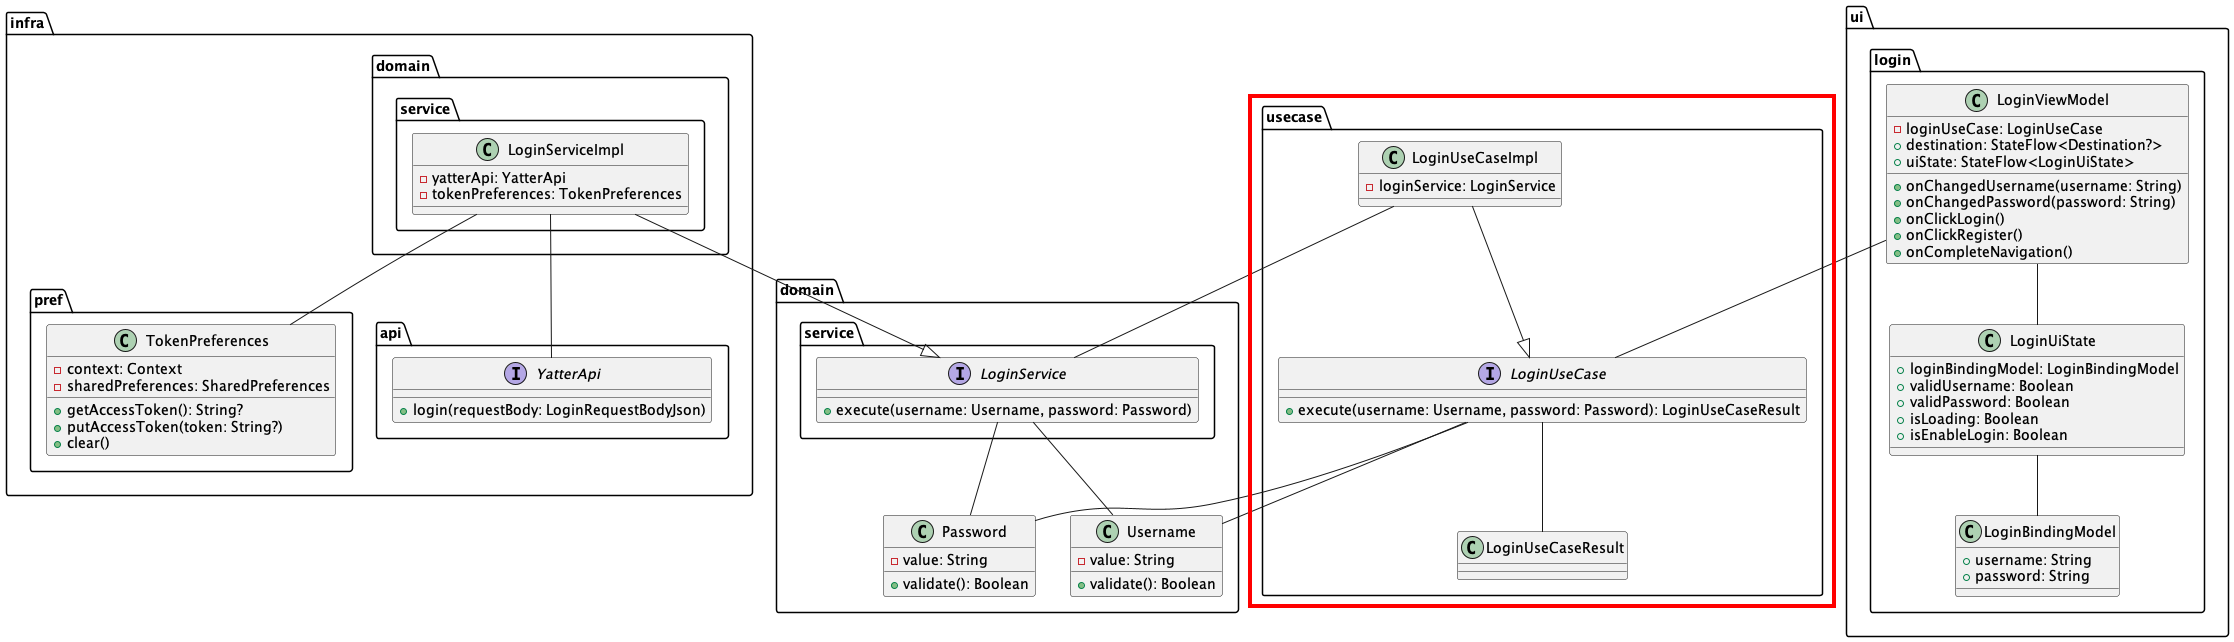 infra
domain
service
LoginServiceImpl
yatterApi: YatterApi
tokenPreferences: TokenPreferences
pref
TokenPreferences
context: Context
sharedPreferences: SharedPreferences
getAccessToken(): String?
putAccessToken(token: String?)
clear()
api
YatterApi
login(requestBody: LoginRequestBodyJson)
domain
service
LoginService
execute(username: Username, password: Password)
Password
value: String
validate(): Boolean
Username
value: String
validate(): Boolean
usecase
LoginUseCaseImpl
loginService: LoginService
LoginUseCase
execute(username: Username, password: Password): LoginUseCaseResult
LoginUseCaseResult
ui
login
LoginViewModel
loginUseCase: LoginUseCase
destination: StateFlow<Destination?>
uiState: StateFlow<LoginUiState>
onChangedUsername(username: String)
onChangedPassword(password: String)
onClickLogin()
onClickRegister()
onCompleteNavigation()
LoginUiState
loginBindingModel: LoginBindingModel
validUsername: Boolean
validPassword: Boolean
isLoading: Boolean
isEnableLogin: Boolean
LoginBindingModel
username: String
password: String